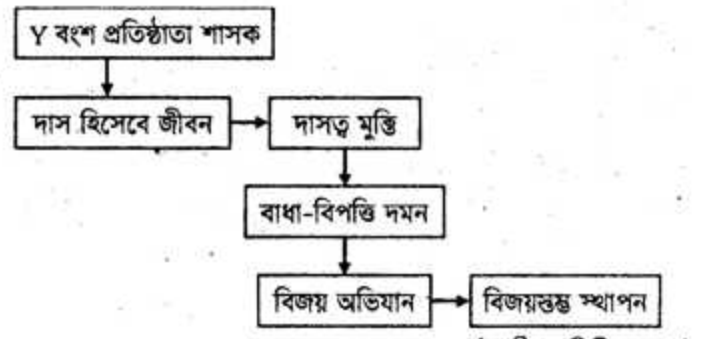 Y বংশ প্রতিষ্ঠাতা শাসক
দাস হিসেবে জীবন
দাসত্ব মুক্তি
বাধা-বিপত্তি দমন
বিজয় অভিযান
বিজয়স্তম্ভ স্থাপন